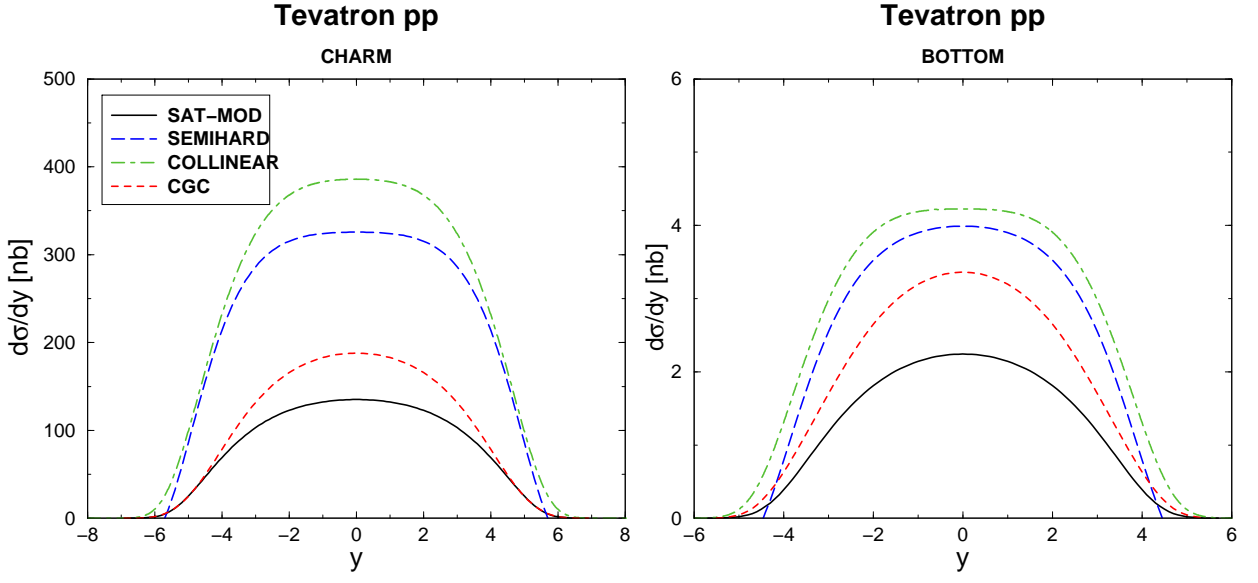 Tevatron pp
CHARM
500
400
300
200
100
0
dσ/dy [nb]
SAT−MOD
SEMIHARD
COLLINEAR
CGC
−8 −6 −4 −2 0 2 4 6 8
y
Tevatron pp
BOTTOM
6
4
2
0
dσ/dy [nb]
−6 −4 −2 0 2 4 6
y